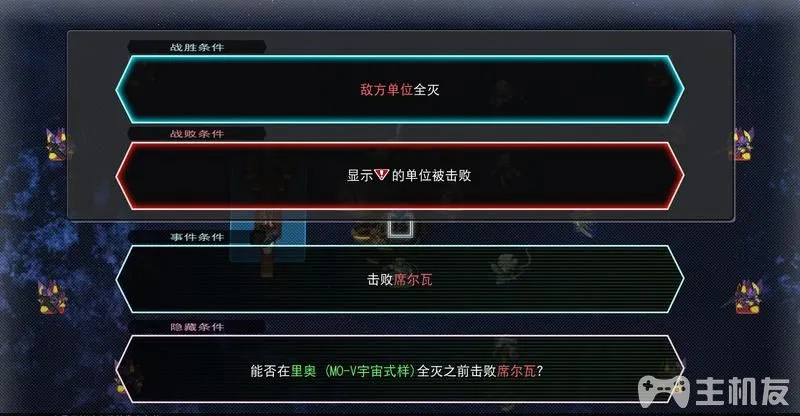 战胜条件
敌方单位全灭
战败条件
显示!的单位被击败
事件条件
击败席尔瓦
隐藏条件
能否在里奥 (MO-V宇宙式样)全灭之前击败席尔瓦?
主机友